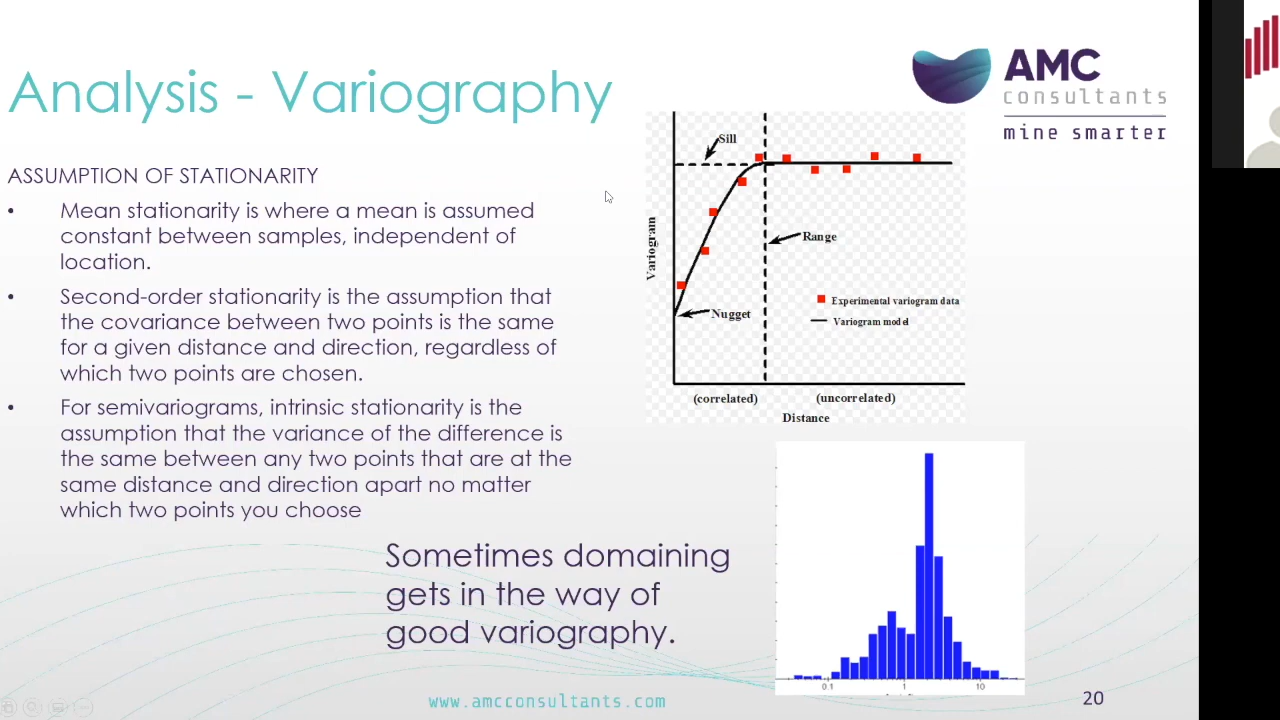 Analysis - Variography
AMC
consultants
mine smarter
ASSUMPTION OF STATIONARITY
• Mean stationarity is where a mean is assumed
constant between samples, independent of
location.
• Second-order stationarity is the assumption that
the covariance between two points is the same
for a given distance and direction, regardless of
which two points are chosen.
• For semivariograms, intrinsic stationarity is the
assumption that the variance of the difference is
the same between any two points that are at the
same distance and direction apart no matter
which two points you choose
Sill
Variogram
Range
Nugget
Experimental variogram data
Variogram model
(correlated) (uncorrelated)
Distance
Sometimes domaining
gets in the way of
good variography.
0.1 1 10
www.amcconsultants.com
20